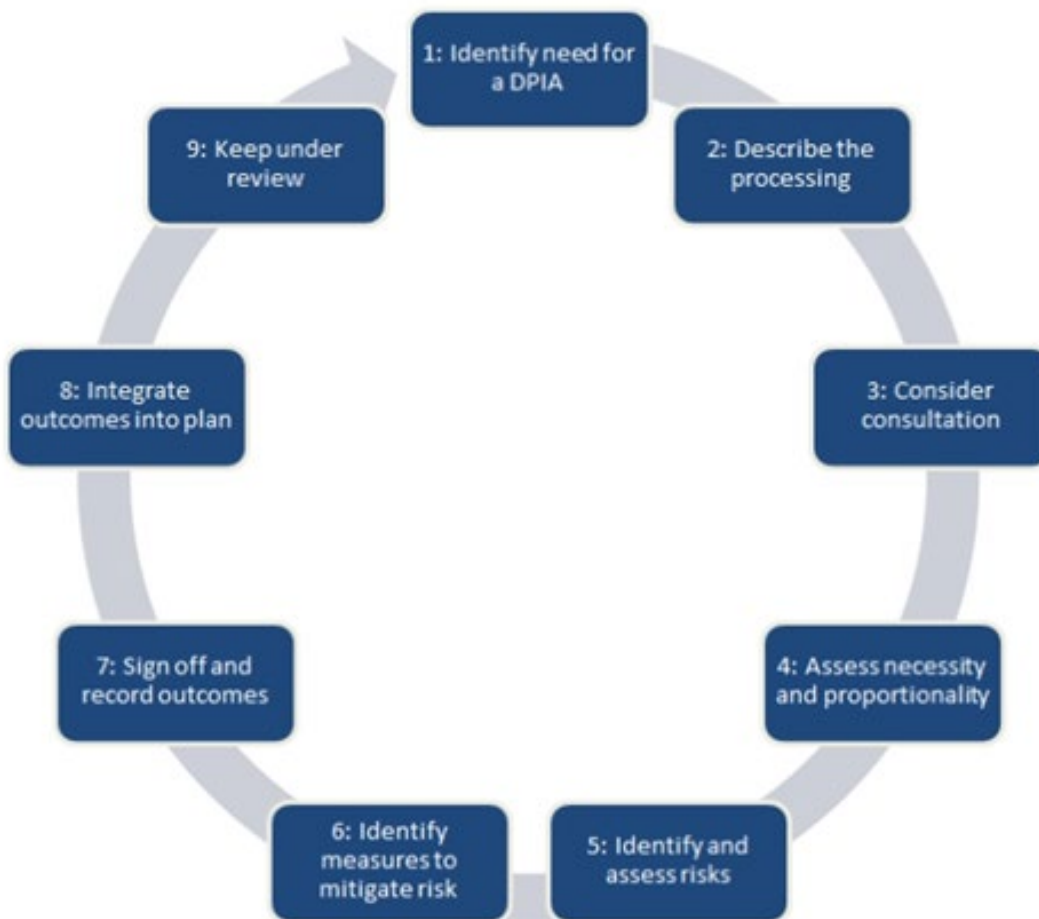 1: Identify need for
a DPIA
2: Describe the
processing
3: Consider
consultation
4: Assess necessity
and proportionality
5: Identify and
assess risks
6: Identify
measures to
mitigate risk
7: Sign off and
record outcomes
8: Integrate
outcomes into plan
9: Keep under
review